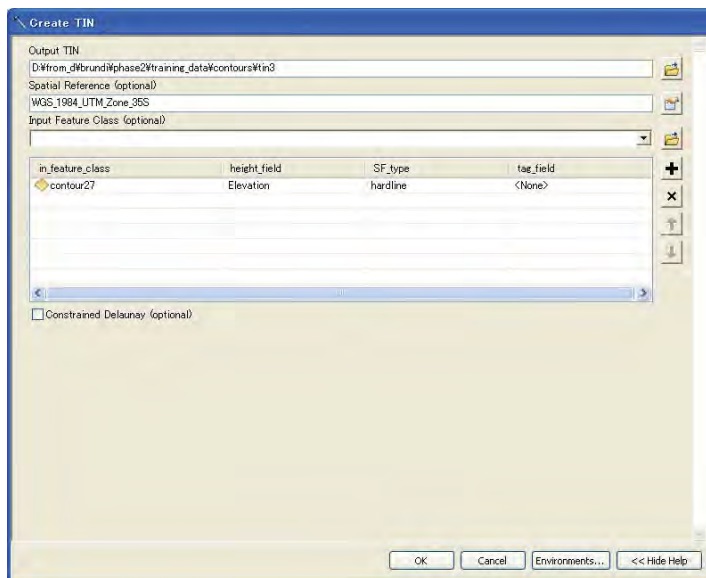 Create TIN
Output TIN
D:¥from_d¥brundi¥phase2¥training_data¥contours¥tin3
Spatial Reference (optional)
WGS_1984_UTM_Zone_35S
Input Feature Class (optional)
in_feature_class height_field SF_type tag_field
contour27 Elevation hardline <None>
Constrained Delaunay (optional)
OK Cancel Environments... << Hide Help